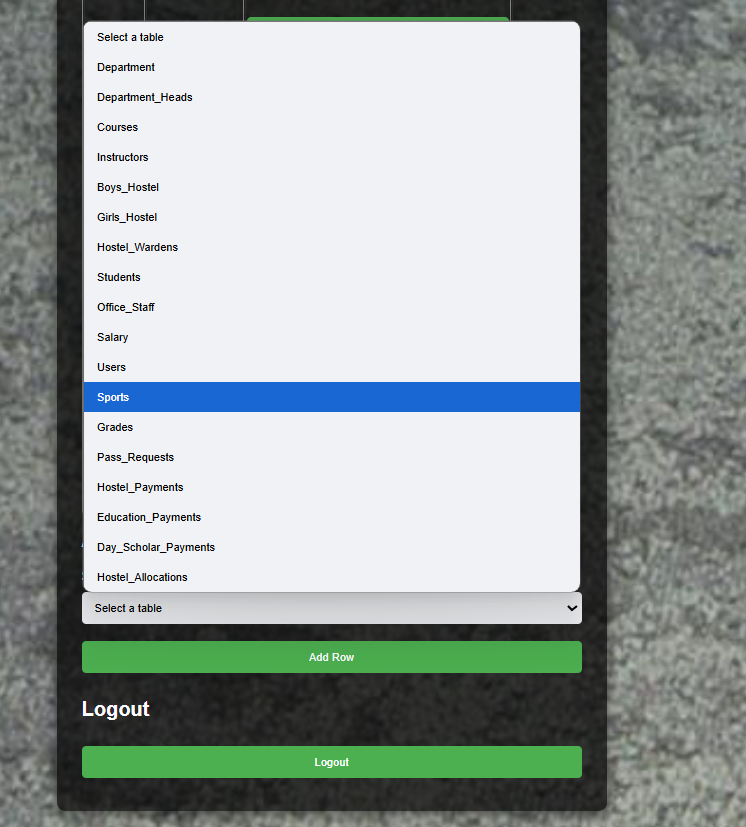 Select a table
Department
Department_Heads
Courses
Instructors
Boys_Hostel
Girls_Hostel
Hostel_Wardens
Students
Office_Staff
Salary
Users
Sports
Grades
Pass_Requests
Hostel_Payments
Education_Payments
Day_Scholar_Payments
Hostel_Allocations
Select a table
Add Row
Logout
Logout